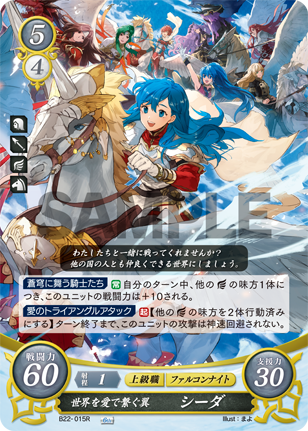 5
4
SAMPLE
わたしたちと一緒に戦ってくれませんか?
他の国の人とも仲良くできる世界にしましょう。
蒼穹に舞う騎士たち 常 自分のターン中、他の の味方1体に
つき、このユニットの戦闘力は+10される。
愛のトライアングルアタック 起 [他の の味方を2体行動済
みにする] ターン終了まで、このユニットの攻撃は神速回避されない。
戦闘力
60
射程 1
上級職
ファルコンナイト
支援力
30
世界を愛で繋ぐ翼 シーダ
B22-015R
Illust:まよ